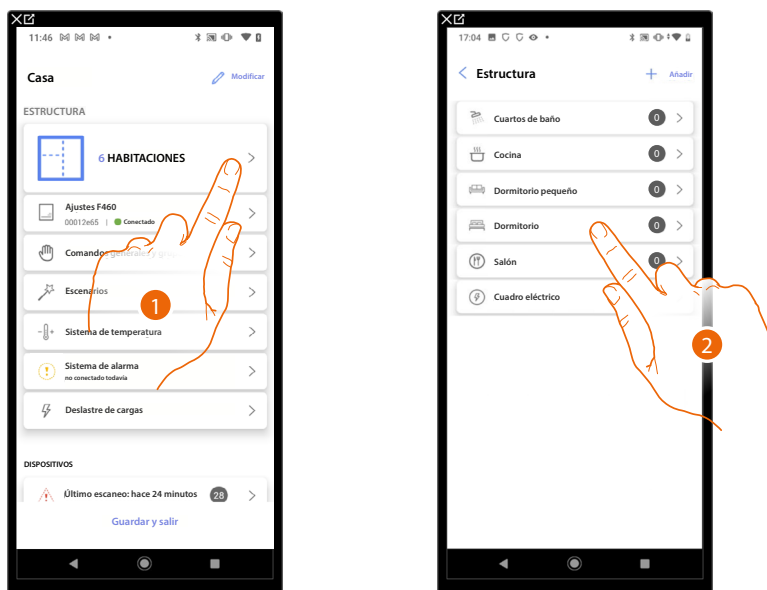 11:46
Casa
Modificar
ESTRUCTURA
6 HABITACIONES
Ajustes F460
00012e65 | Conectado
Comandos generales y
Escenarios
1
Sistema de temperatura
Sistema de alarma
no conectado todavía
Deslastre de cargas
DISPOSITIVOS
Último escaneo: hace 24 minutos 28
Guardar y salir
17:04
Estructura
Añadir
Cuartos de baño 0
Cocina 0
Dormitorio pequeño 0
Dormitorio 0
Salón 0
Cuadro eléctrico
2